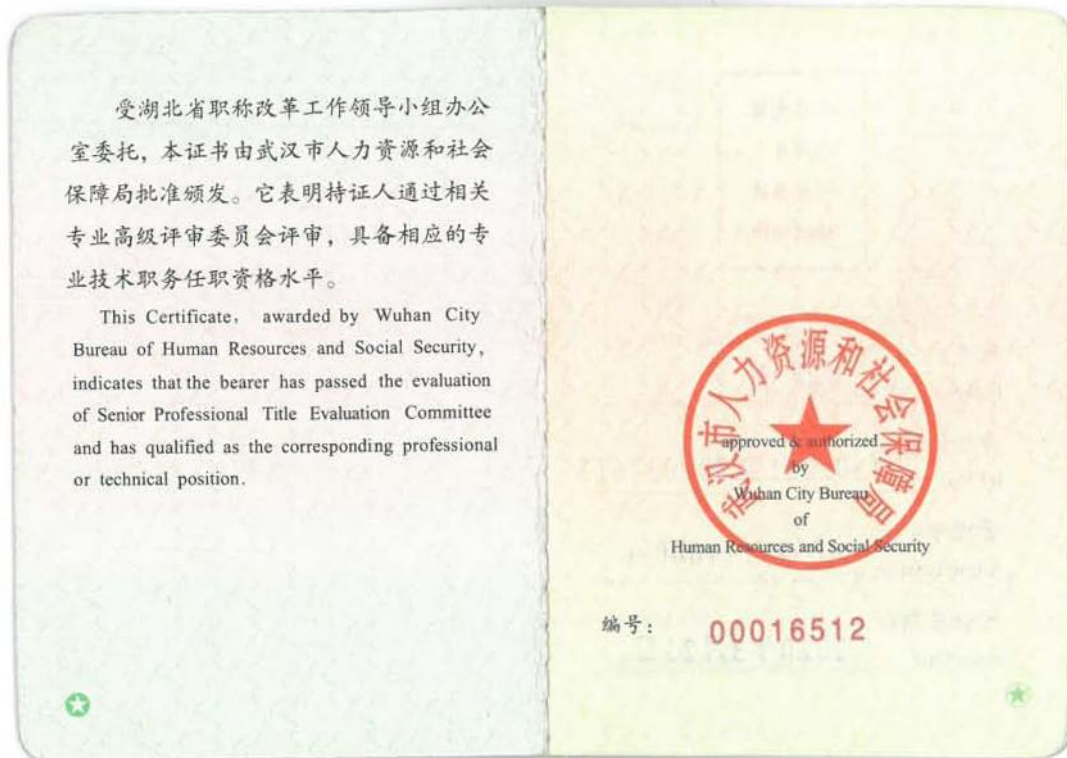 受湖北省职称改革工作领导小组办公
室委托，本证书由武汉市人力资源和社会
保障局批准颁发。它表明持证人通过相关
专业高级评审委员会评审，具备相应的专
业技术职务任职资格水平。
This Certificate, awarded by Wuhan City
Bureau of Human Resources and Social Security,
indicates that the bearer has passed the evaluation
of Senior Professional Title Evaluation Committee
and has qualified as the corresponding professional
or technical position.
武汉市人力资源和社会保障局
approved & authorized
by
Wuhan City Bureau
of
Human Resources and Social Security
编号： 00016512